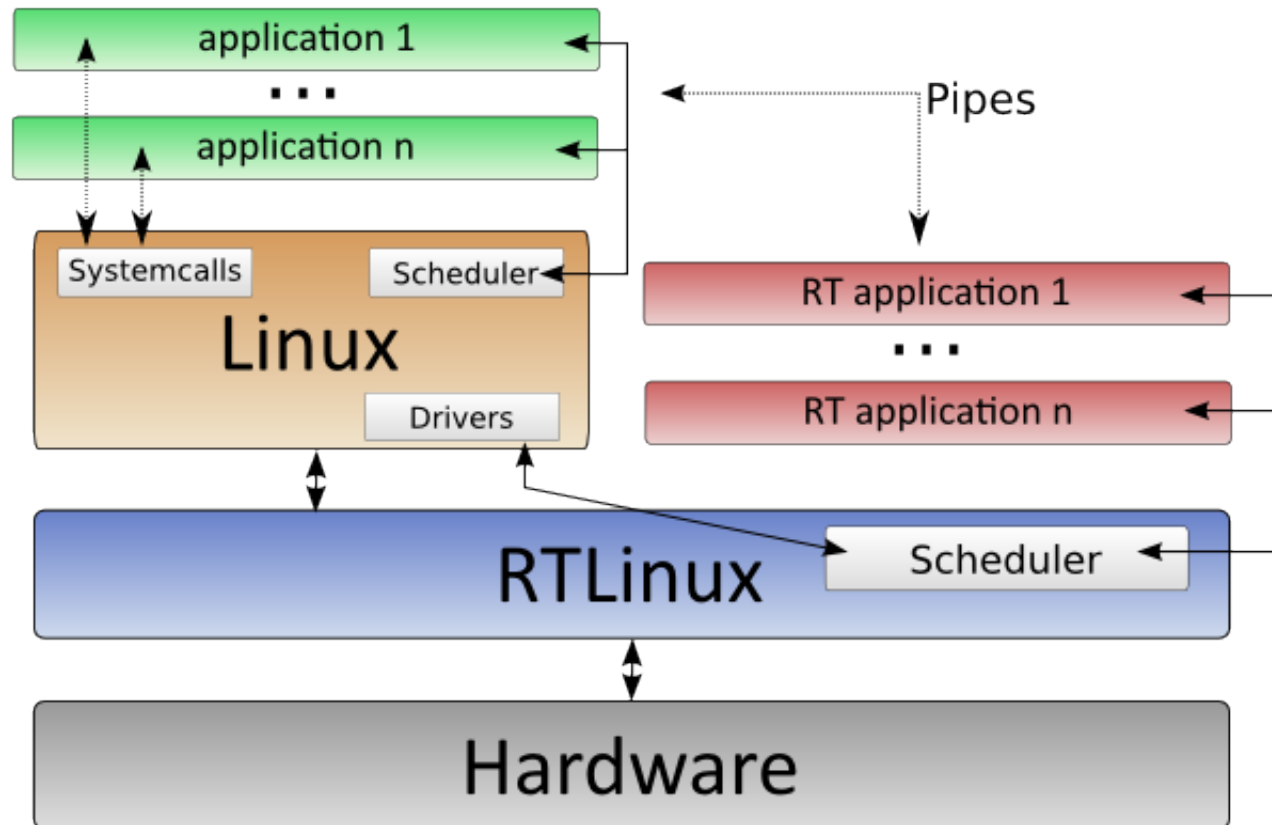 application 1
...
application n
Pipes
Systemcalls
Scheduler
Linux
Drivers
RT application 1
...
RT application n
RTLinux
Scheduler
Hardware